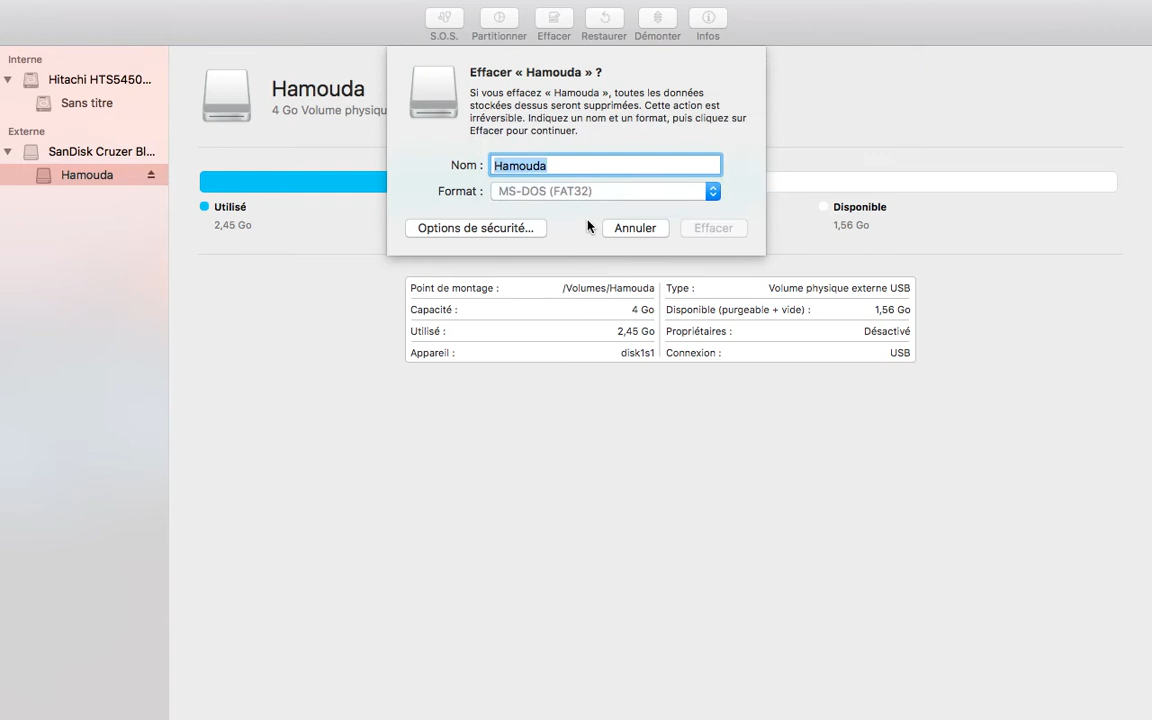 S.O.S. Partitionner Effacer Restaurer Démonter Infos
Interne
Hitachi HTS5450...
Sans titre
Externe
SanDisk Cruzer Bl...
Hamouda
Hamouda
4 Go Volume physiqu
Effacer « Hamouda » ?
Si vous effacez « Hamouda », toutes les données
stockées dessus seront supprimées. Cette action est
irréversible. Indiquez un nom et un format, puis cliquez sur
Effacer pour continuer.
Nom : Hamouda
Format : MS-DOS (FAT32)
Options de sécurité... Annuler Effacer
Utilisé
2,45 Go
Disponible
1,56 Go
Point de montage : /Volumes/Hamouda
Capacité : 4 Go
Utilisé : 2,45 Go
Appareil : disk1s1
Type : Volume physique externe USB
Disponible (purgeable + vide) : 1,56 Go
Propriétaires : Désactivé
Connexion : USB